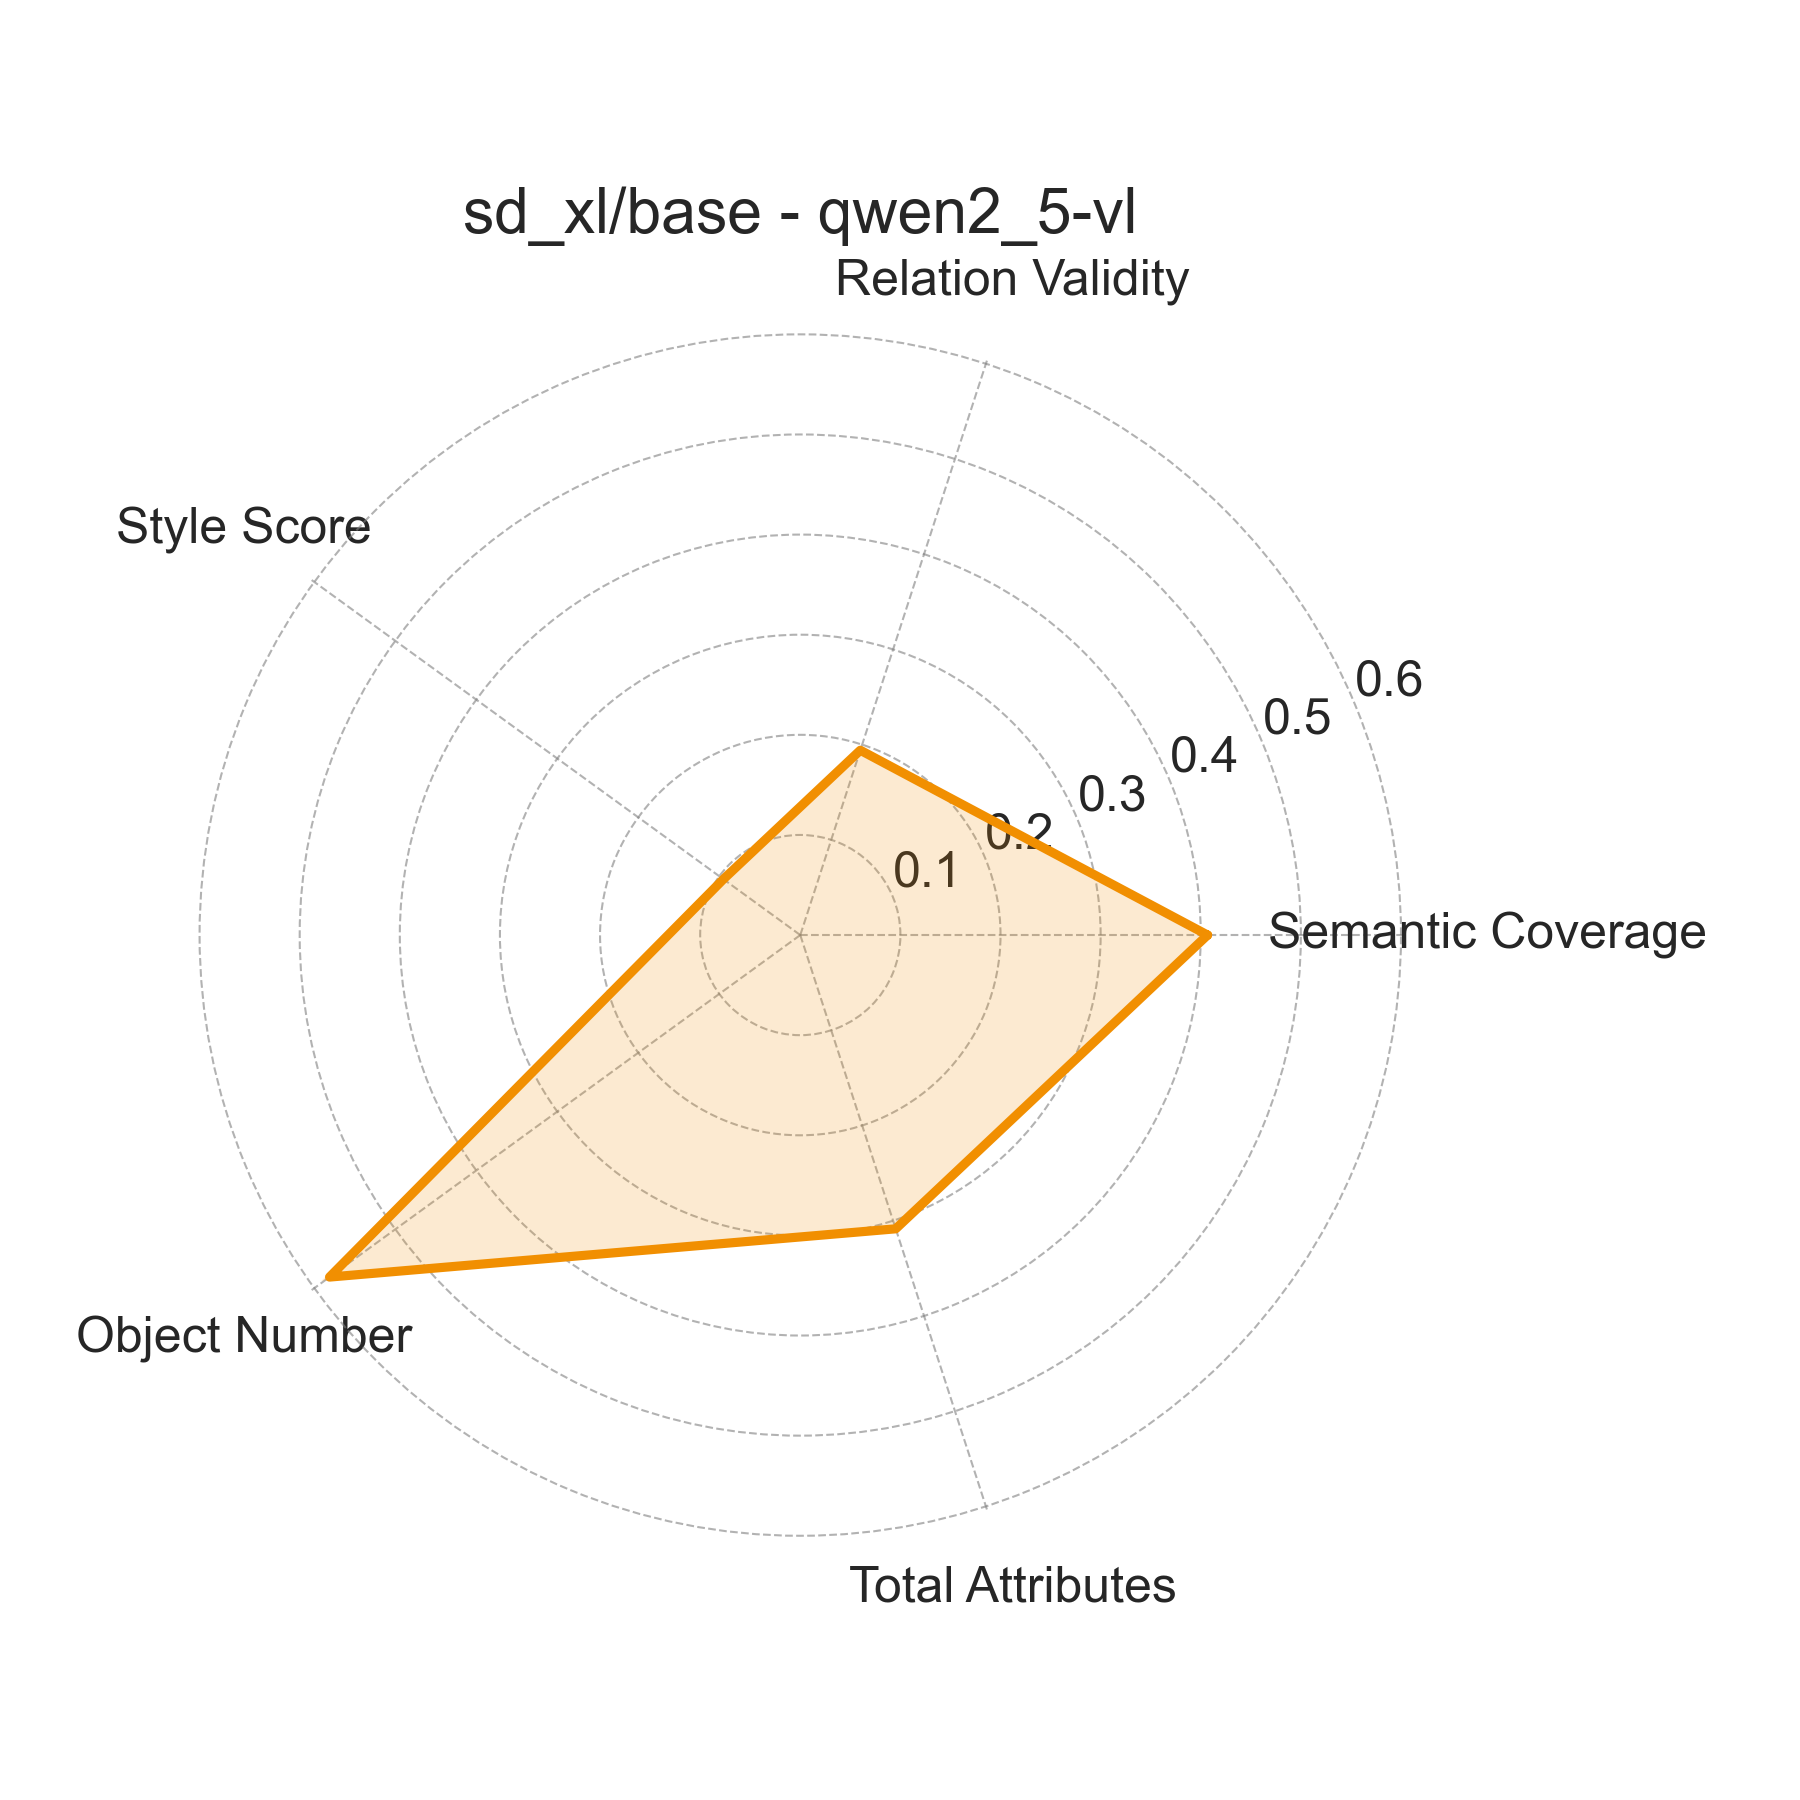 sd_xl/base - qwen2_5-vl
Relation Validity
Style Score
0.6
0.5
0.4
0.3
0.2
0.1
Semantic Coverage
Object Number
Total Attributes